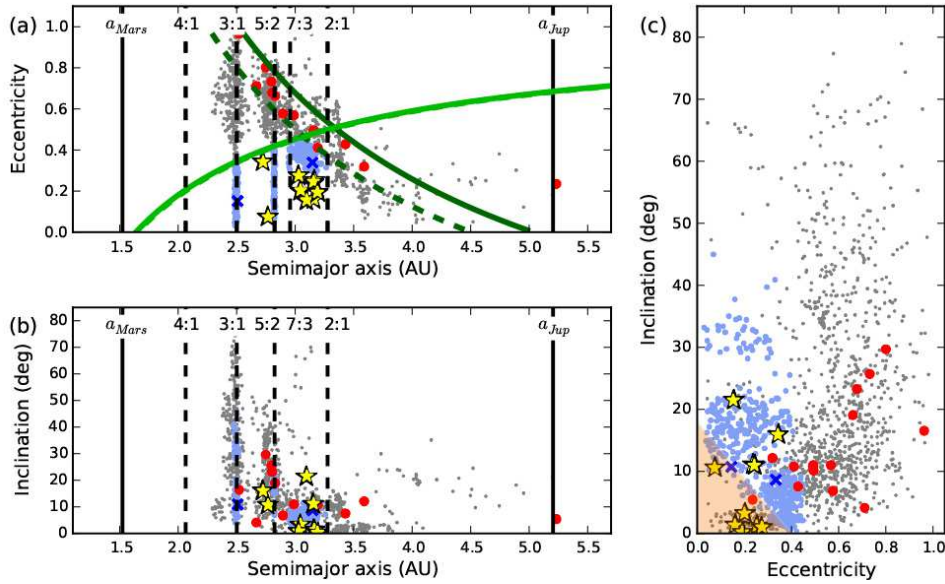 (a)
a_Mars 4:1 3:1 5:2 7:3 2:1 a_Jup
1.0
0.8
0.6
0.4
0.2
0.0
Eccentricity
1.5 2.0 2.5 3.0 3.5 4.0 4.5 5.0 5.5
Semimajor axis (AU)
(b)
a_Mars 4:1 3:1 5:2 7:3 2:1 a_Jup
80
70
60
50
40
30
20
10
0
Inclination (deg)
1.5 2.0 2.5 3.0 3.5 4.0 4.5 5.0 5.5
Semimajor axis (AU)
(c)
80
70
60
50
40
30
20
10
0
Inclination (deg)
0.0 0.2 0.4 0.6 0.8 1.0
Eccentricity